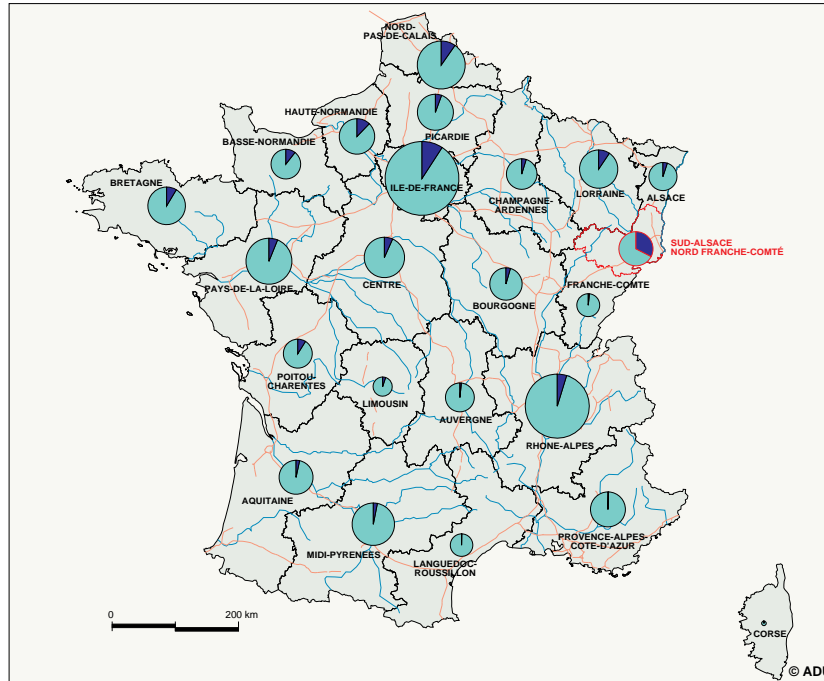 NORD-
PAS-DE-CALAIS
HAUTE-NORMANDIE
PICARDIE
BASSE-NORMANDIE
BRETAGNE
ILE-DE-FRANCE
CHAMPAGNE-
ARDENNES
LORRAINE
ALSACE
SUD-ALSACE
NORD FRANCHE-COMTÉ
PAYS-DE-LA-LOIRE
CENTRE
BOURGOGNE
FRANCHE-COMTE
POITOU-
CHARENTES
LIMOUSIN
AUVERGNE
RHONE-ALPES
AQUITAINE
MIDI-PYRENEES
LANGUEDOC-
ROUSSILLON
PROVENCE-ALPES-
COTE-D'AZUR
0
200 km
CORSE
© ADU